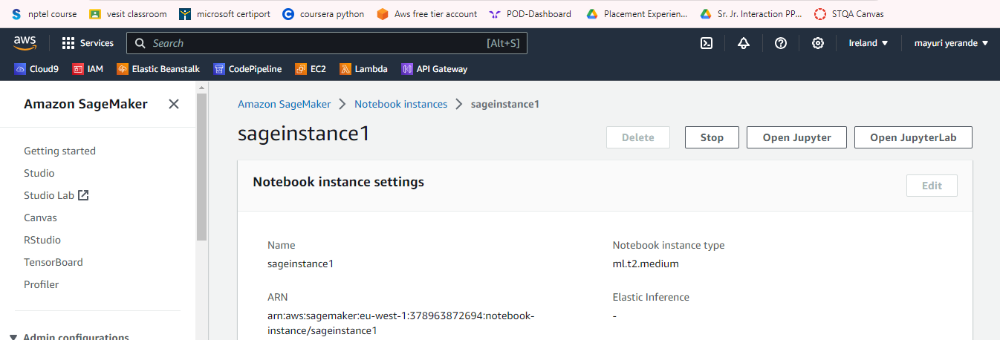 nptel course vesit classroom microsoft certiport coursera python Aws free tier account POD-Dashboard Placement Experien... Sr. Jr. Interaction PP... STQA Canvas
aws Services Search [Alt+S] Ireland mayuri yerande
Cloud9 IAM Elastic Beanstalk CodePipeline EC2 Lambda API Gateway
Amazon SageMaker
Getting started
Studio
Studio Lab
Canvas
RStudio
TensorBoard
Profiler
Admin configurations
Amazon SageMaker > Notebook instances > sageinstance1
sageinstance1 Delete Stop Open Jupyter Open JupyterLab
Notebook instance settings Edit
Name
sageinstance1
ARN
arn:aws:sagemaker:eu-west-1:378963872694:notebook-
instance/sageinstance1
Notebook instance type
ml.t2.medium
Elastic Inference
-